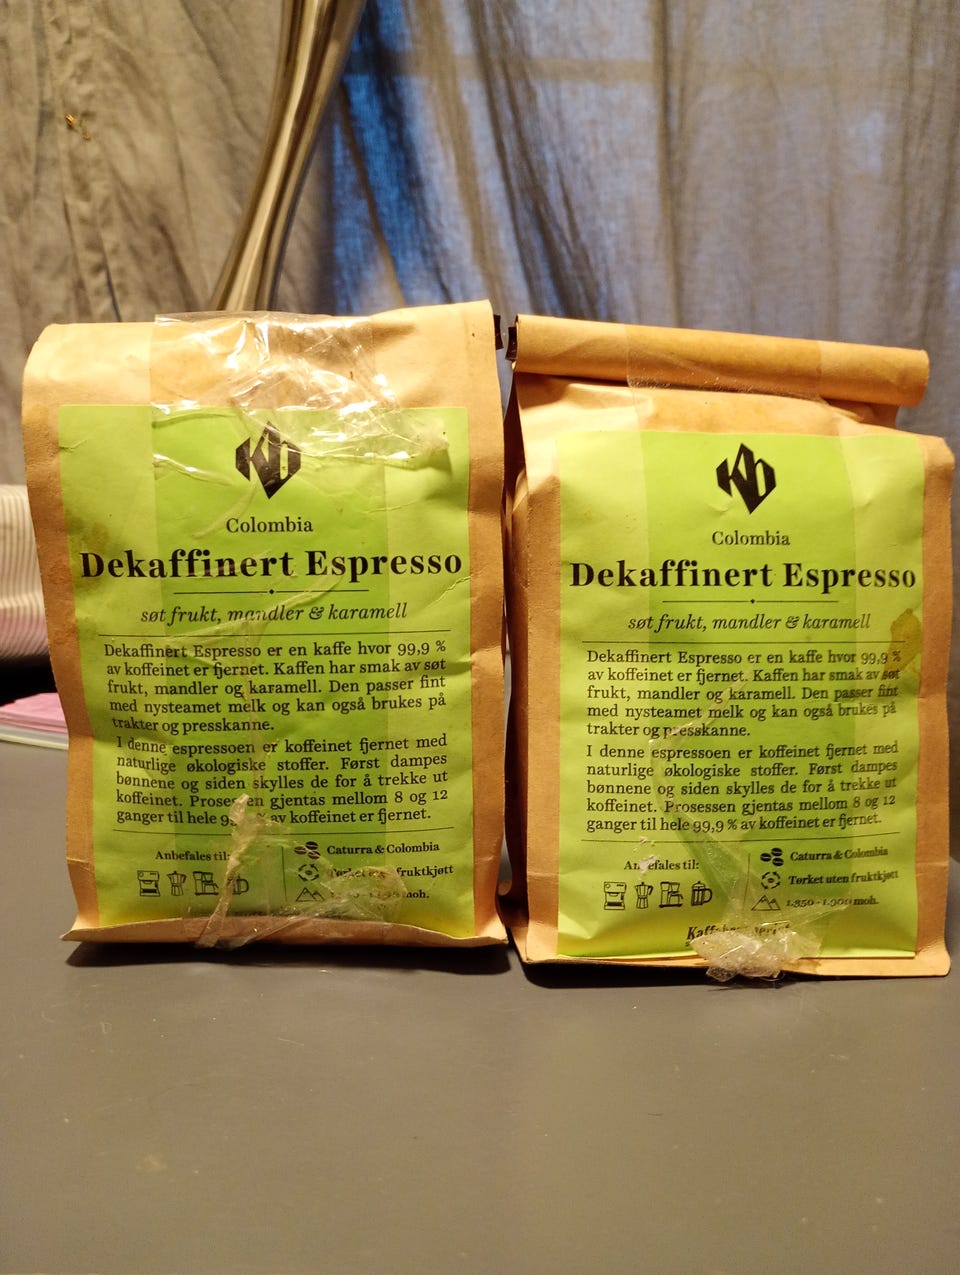 KB
Colombia
Dekaffinert Espresso
søt frukt, mandler & karamell
Dekaffinert Espresso er en kaffe hvor 99,9 %
av koffeinet er fjernet. Kaffen har smak av søt
frukt, mandler og karamell. Den passer fint
med nysteamet melk og kan også brukes på
trakter og presskanne.
I denne espressoen er koffeinet fjernet med
naturlige økologiske stoffer. Først dampes
bønnene og siden skylles de for å trekke ut
koffeinet. Prosessen gjentas mellom 8 og 12
ganger til hele % av koffeinet er fjernet.
Anbefales til:
Caturra & Colombia
Tørket fruktkjøtt
moh.
KB
Colombia
Dekaffinert Espresso
søt frukt, mandler & karamell
Dekaffinert Espresso er en kaffe hvor 99,9 %
av koffeinet er fjernet. Kaffen har smak av søt
frukt, mandler og karamell. Den passer fint
med nysteamet melk og kan også brukes på
trakter og presskanne.
I denne espressoen er koffeinet fjernet med
naturlige økologiske stoffer. Først dampes
bønnene og siden skylles de for å trekke ut
koffeinet. Prosessen gjentas mellom 8 og 12
ganger til hele 99,9 % av koffeinet er fjernet.
Anbefales til:
Caturra & Colombia
Tørket uten fruktkjøtt
1.850 - 1.900 moh.